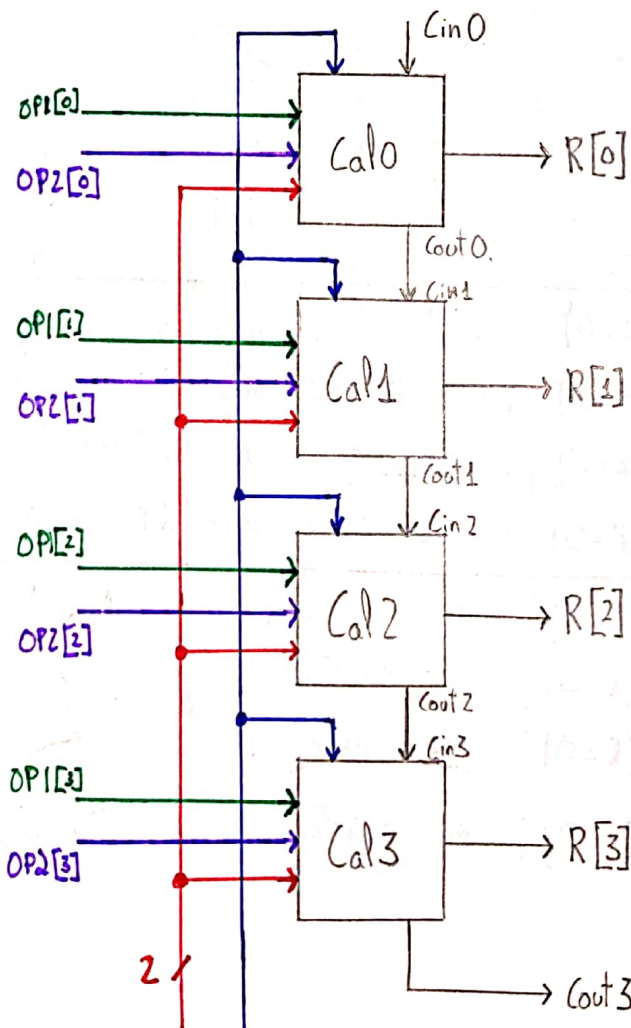 Cin0
OP1[0]
Cal0
R[0]
OP2[0]
Cout0.
Cin1
OP1[1]
Cal1
R[1]
OP2[1]
Cout1
Cin2
OP1[2]
Cal2
R[2]
OP2[2]
Cout2
Cin3
OP1[3]
Cal3
R[3]
OP2[3]
2
Cout3